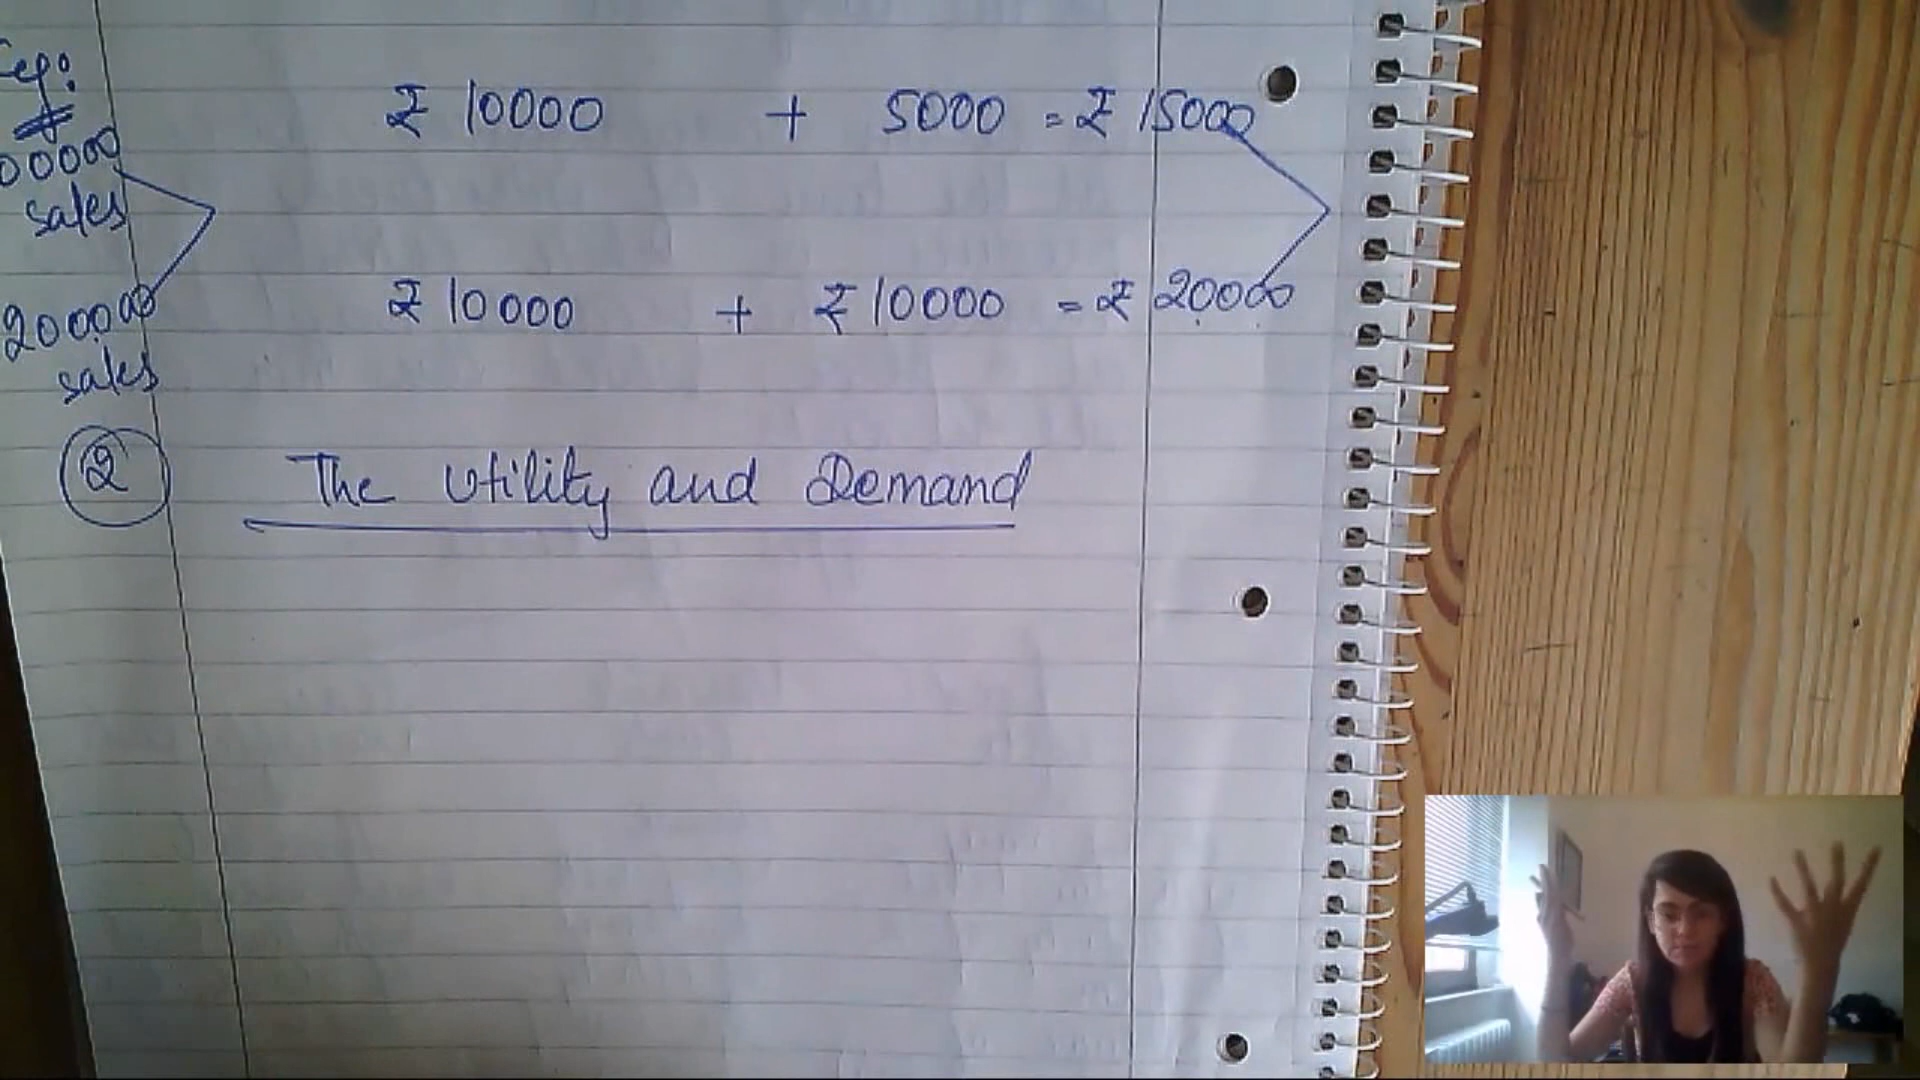 Eg:
₹ 10000 + 5000 = ₹ 15000
00000
sales
₹ 10000 + ₹ 10000 = ₹ 20000
200000
sales
2 The Utility and Demand